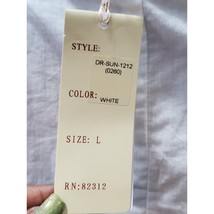 STYLE:
DR-SUN-1212
(0260)
COLOR:
WHITE
SIZE: L
RN:82312